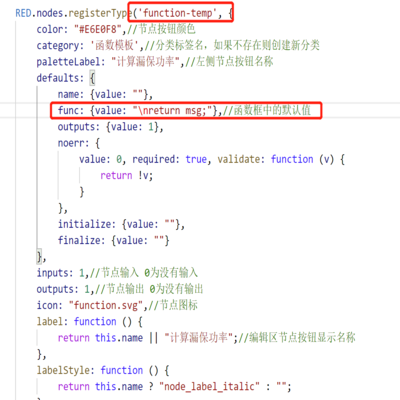 RED.nodes.registerType('function-temp', {
color: "#E6E0F8",//节点按钮颜色
category: '函数模板',//分类标签名，如果不存在则创建新分类
paletteLabel: "计算漏保功率",//左侧节点按钮名称
defaults: {
name: {value: ""},
func: {value: "\nreturn msg;"},//函数框中的默认值
outputs: {value: 1},
noerr: {
value: 0, required: true, validate: function (v) {
return !v;
}
},
initialize: {value: ""},
finalize: {value: ""}
},
inputs: 1,//节点输入 0为没有输入
outputs: 1,//节点输出 0为没有输出
icon: "function.svg",//节点图标
label: function () {
return this.name || "计算漏保功率";//编辑区节点按钮显示名称
},
labelStyle: function () {
return this.name ? "node_label_italic" : "";